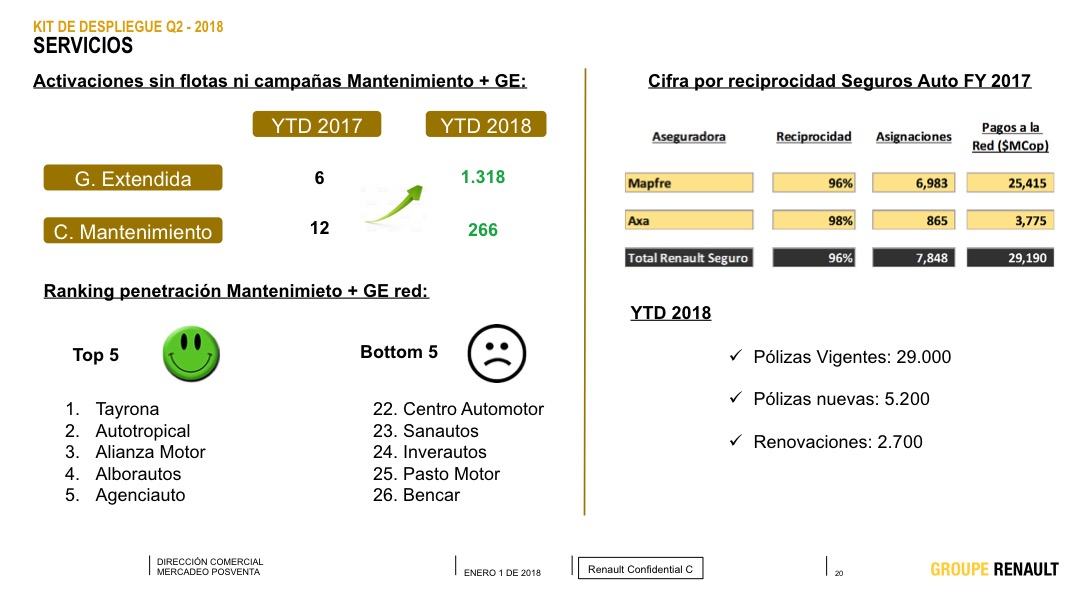 KIT DE DESPLIEGUE Q2 - 2018
SERVICIOS
Activaciones sin flotas ni campañas Mantenimiento + GE:
YTD 2017
YTD 2018
G. Extendida
6
1.318
C. Mantenimiento
12
266
Ranking penetración Mantenimieto + GE red:
Top 5
Bottom 5
1. Tayrona
2. Autotropical
3. Alianza Motor
4. Alborautos
5. Agenciauto
22. Centro Automotor
23. Sanautos
24. Inverautos
25. Pasto Motor
26. Bencar
Cifra por reciprocidad Seguros Auto FY 2017
Aseguradora Reciprocidad Asignaciones Pagos a la
Red ($MCop)
Mapfre 96% 6,983 25,415
Axa 98% 865 3,775
Total Renault Seguro 96% 7,848 29,190
YTD 2018
✓ Pólizas Vigentes: 29.000
✓ Pólizas nuevas: 5.200
✓ Renovaciones: 2.700
DIRECCIÓN COMERCIAL
MERCADEO POSVENTA
ENERO 1 DE 2018
Renault Confidential C
20
GROUPE RENAULT